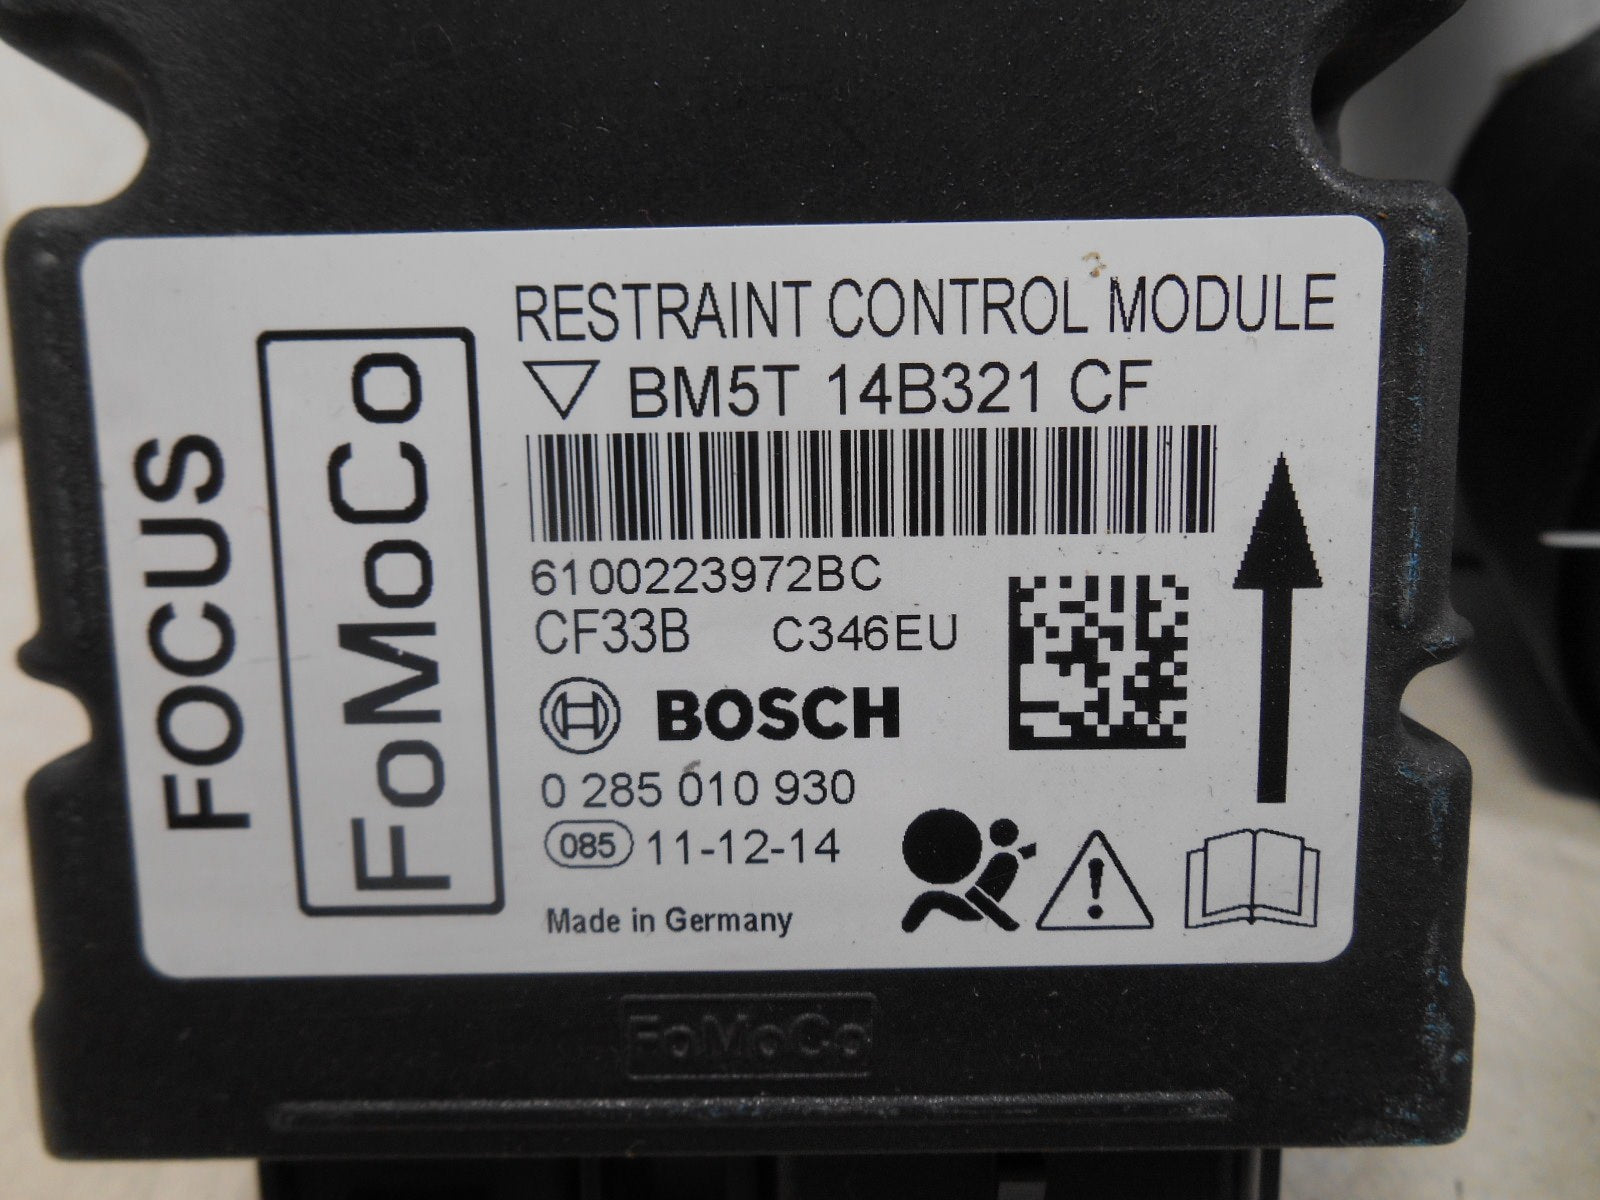 FOCUS
FoMoCo
RESTRAINT CONTROL MODULE
BM5T 14B321 CF
6100223972BC
CF33B C346EU
BOSCH
0 285 010 930
085 11-12-14
Made in Germany
!
FoMoCo